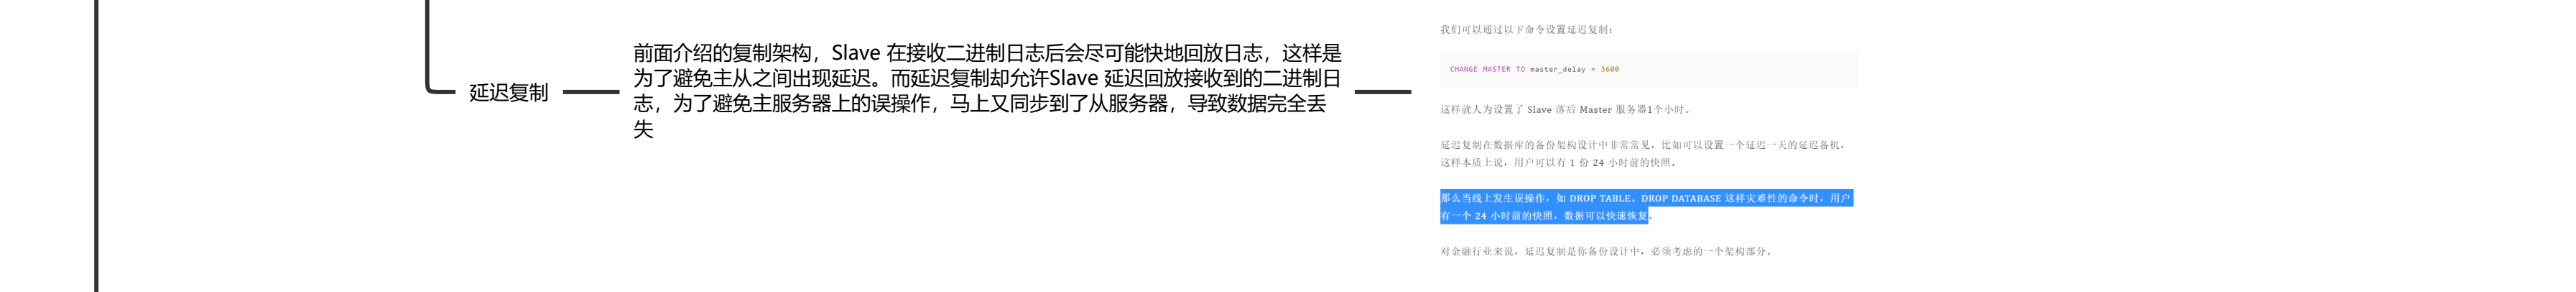 延迟复制
前面介绍的复制架构，Slave 在接收二进制日志后会尽可能快地回放日志，这样是
为了避免主从之间出现延迟。而延迟复制却允许Slave 延迟回放接收到的二进制日
志，为了避免主服务器上的误操作，马上又同步到了从服务器，导致数据完全丢
失
我们可以通过以下命令设置延迟复制：
CHANGE MASTER TO master_delay = 3600
这样就人为设置了 Slave 落后 Master 服务器1个小时。
延迟复制在数据库的备份架构设计中非常常见，比如可以设置一个延迟一天的延迟备机，
这样本质上说，用户可以有 1 份 24 小时前的快照。
那么当线上发生误操作，如 DROP TABLE、DROP DATABASE 这样灾难性的命令时，用户
有一个 24 小时前的快照，数据可以快速恢复。
对金融行业来说，延迟复制是你备份设计中，必须考虑的一个架构部分。